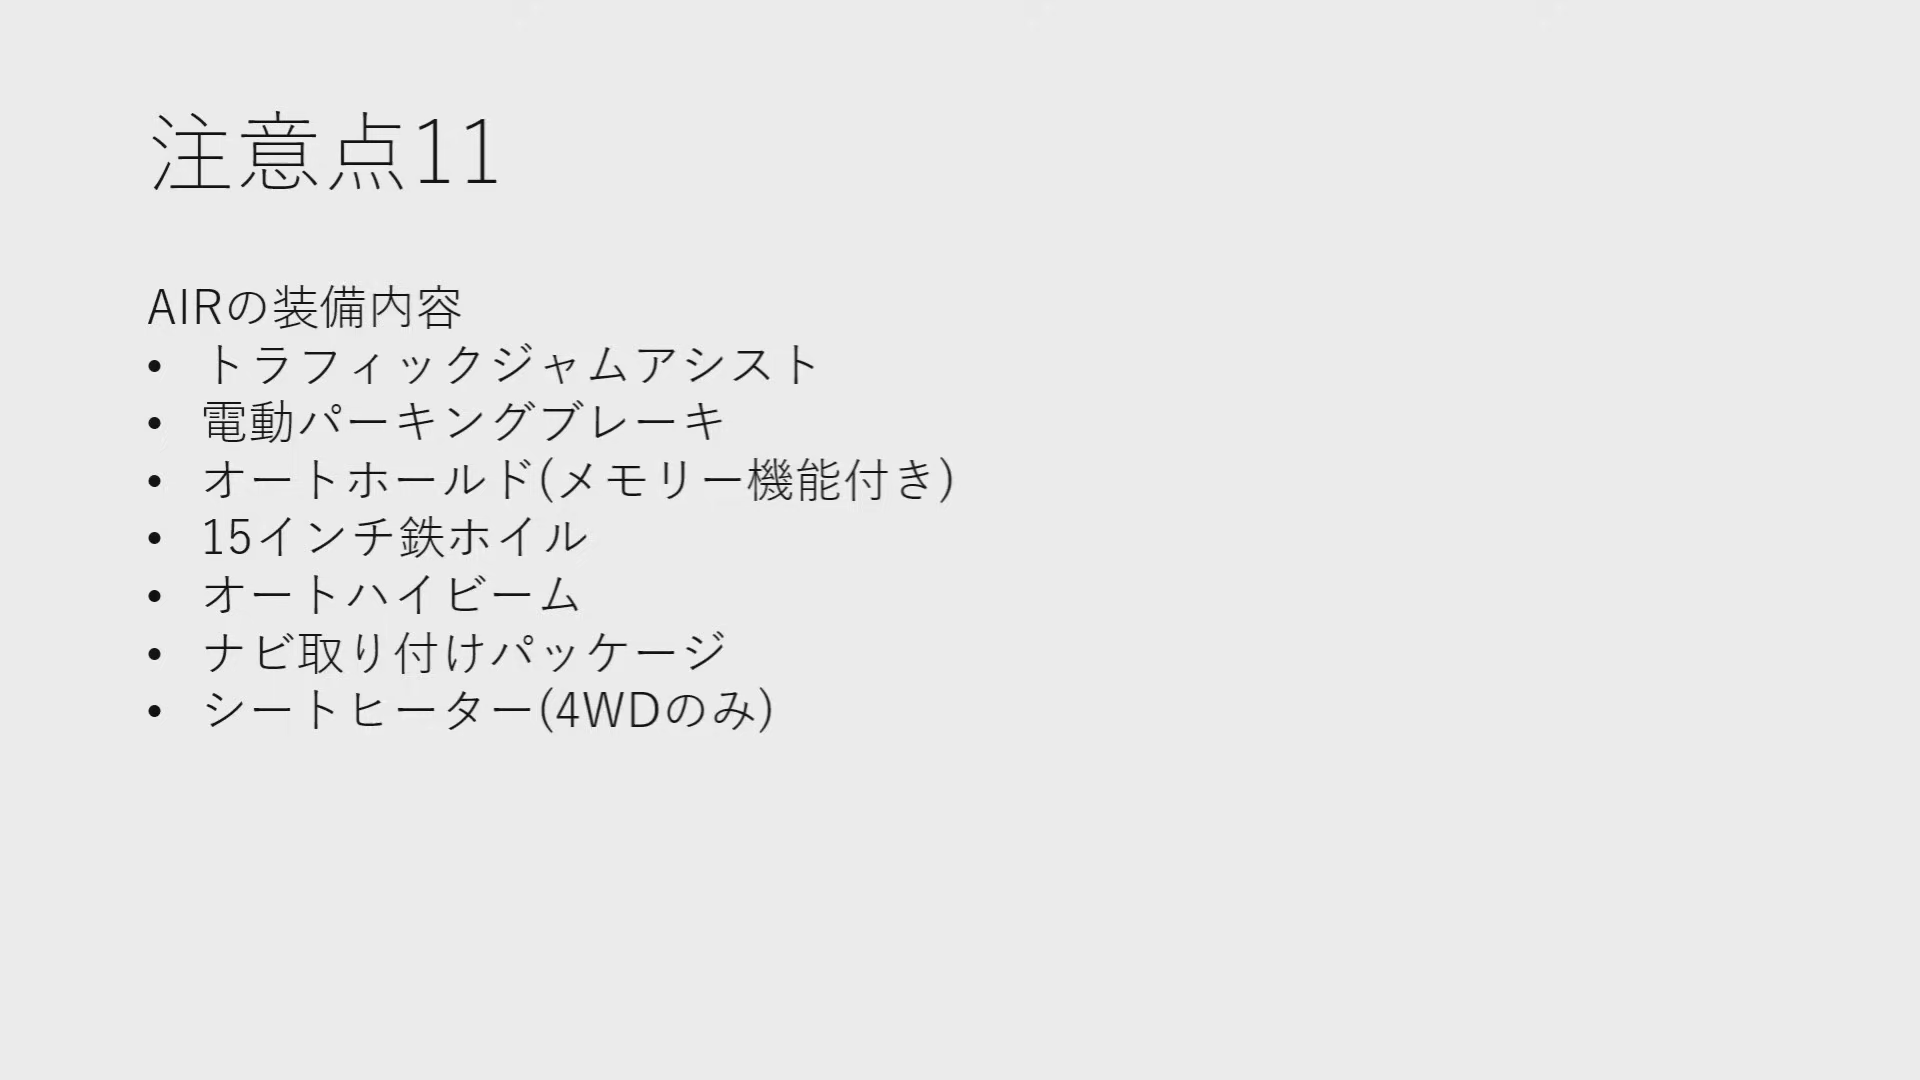 注意点11
AIRの装備内容
• トラフィックジャムアシスト
• 電動パーキングブレーキ
• オートホールド(メモリー機能付き)
• 15インチ鉄ホイル
• オートハイビーム
• ナビ取り付けパッケージ
• シートヒーター(4WDのみ)